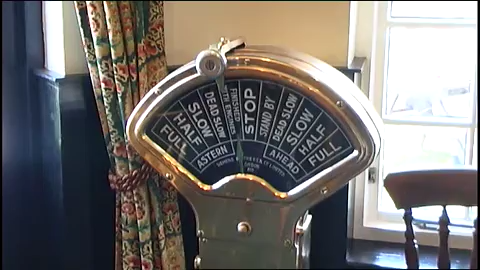 FULL
HALF
SLOW
DEAD SLOW
FINISHED
WITH ENGINES
STOP
STAND BY
DEAD SLOW
SLOW
HALF
FULL
ASTERN
AHEAD